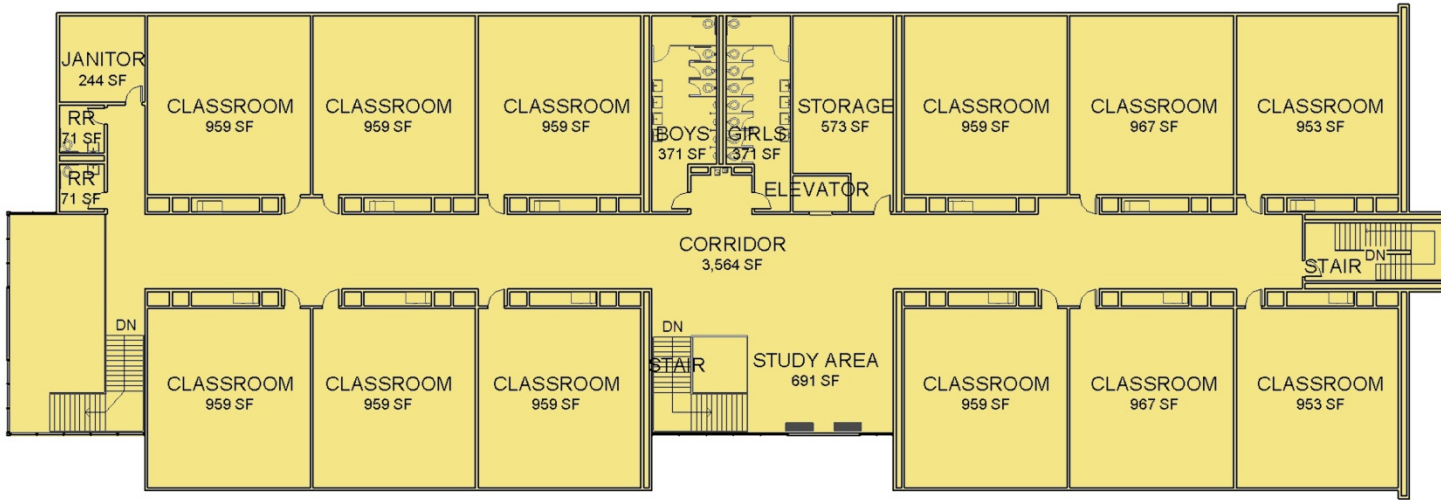 JANITOR
244 SF
RR
71 SF
RR
71 SF
CLASSROOM
959 SF
CLASSROOM
959 SF
CLASSROOM
959 SF
BOYS
371 SF
GIRLS
371 SF
STORAGE
573 SF
ELEVATOR
CLASSROOM
959 SF
CLASSROOM
967 SF
CLASSROOM
953 SF
CORRIDOR
3,564 SF
STAIR
DN
DN
CLASSROOM
959 SF
CLASSROOM
959 SF
CLASSROOM
959 SF
DN
STAIR
STUDY AREA
691 SF
CLASSROOM
959 SF
CLASSROOM
967 SF
CLASSROOM
953 SF